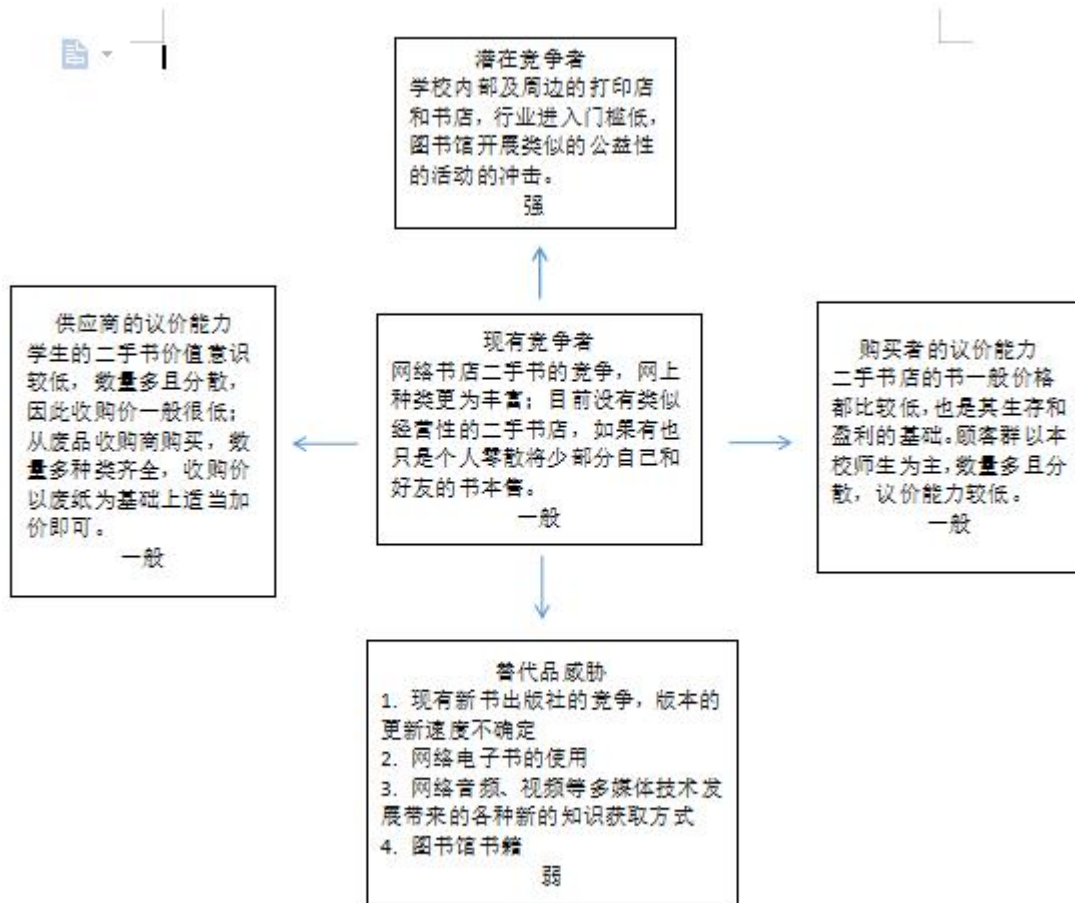 潜在竞争者
学校内部及周边的打印店
和书店，行业进入门槛低，
图书馆开展类似的公益性
的活动的冲击。
强
供应商的议价能力
学生的二手书价值意识
较低，数量多且分散，
因此收购价一般很低；
从废品收购商购买，数
量多种类齐全，收购价
以废纸为基础上适当加
价即可。
一般
现有竞争者
网络书店二手书的竞争，网上
种类更为丰富；目前没有类似
经营性的二手书店，如果有也
只是个人零散将少部分自己和
好友的书本售。
一般
购买者的议价能力
二手书店的书一般价格
都比较低，也是其生存和
盈利的基础。顾客群以本
校师生为主，数量多且分
散，议价能力较低。
一般
替代品威胁
1. 现有新书出版社的竞争，版本的
更新速度不确定
2. 网络电子书的使用
3. 网络音频、视频等多媒体技术发
展带来的各种新的知识获取方式
4. 图书馆书籍
弱